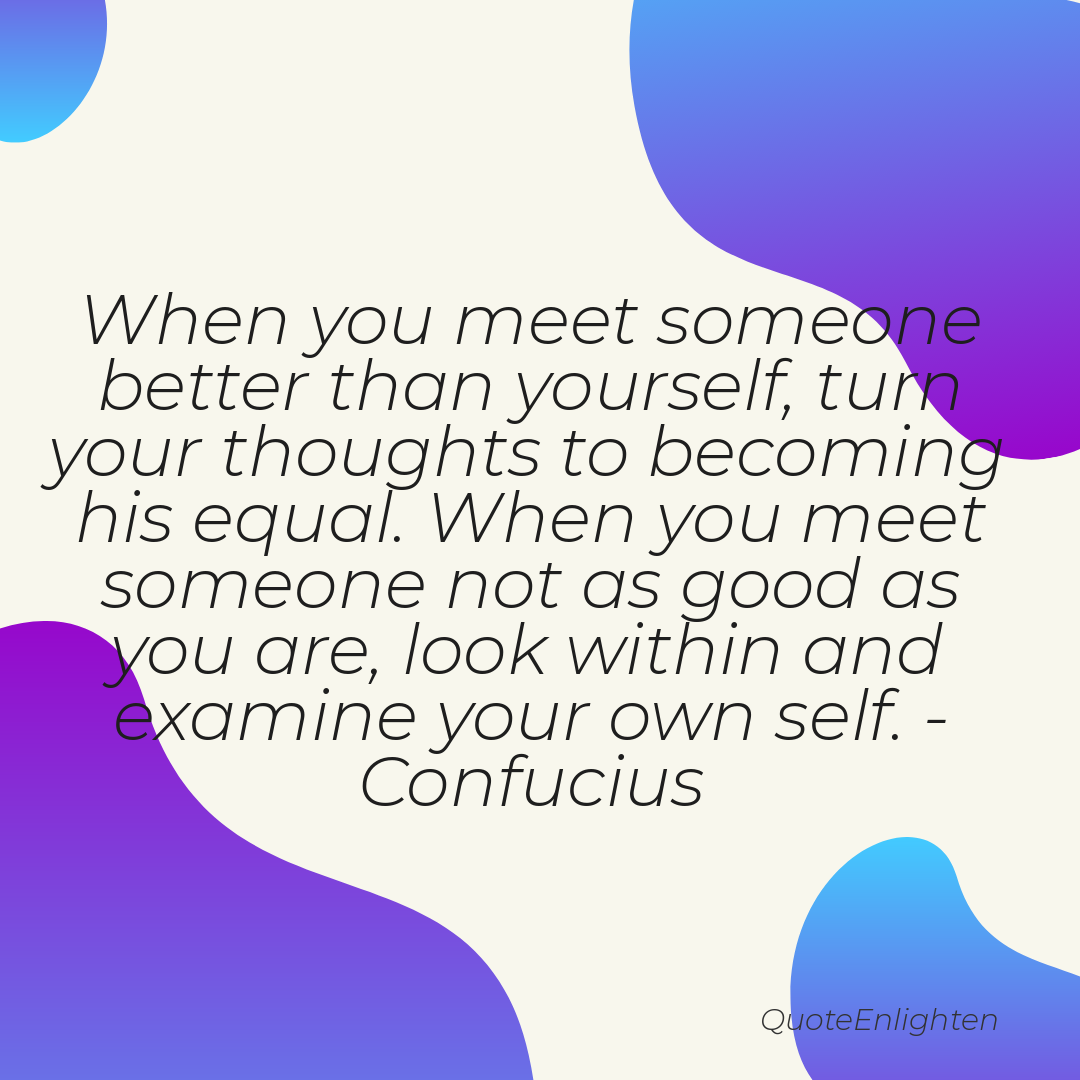 When you meet someone
better than yourself, turn
your thoughts to becoming
his equal. When you meet
someone not as good as
you are, look within and
examine your own self. -
Confucius
QuoteEnlighten